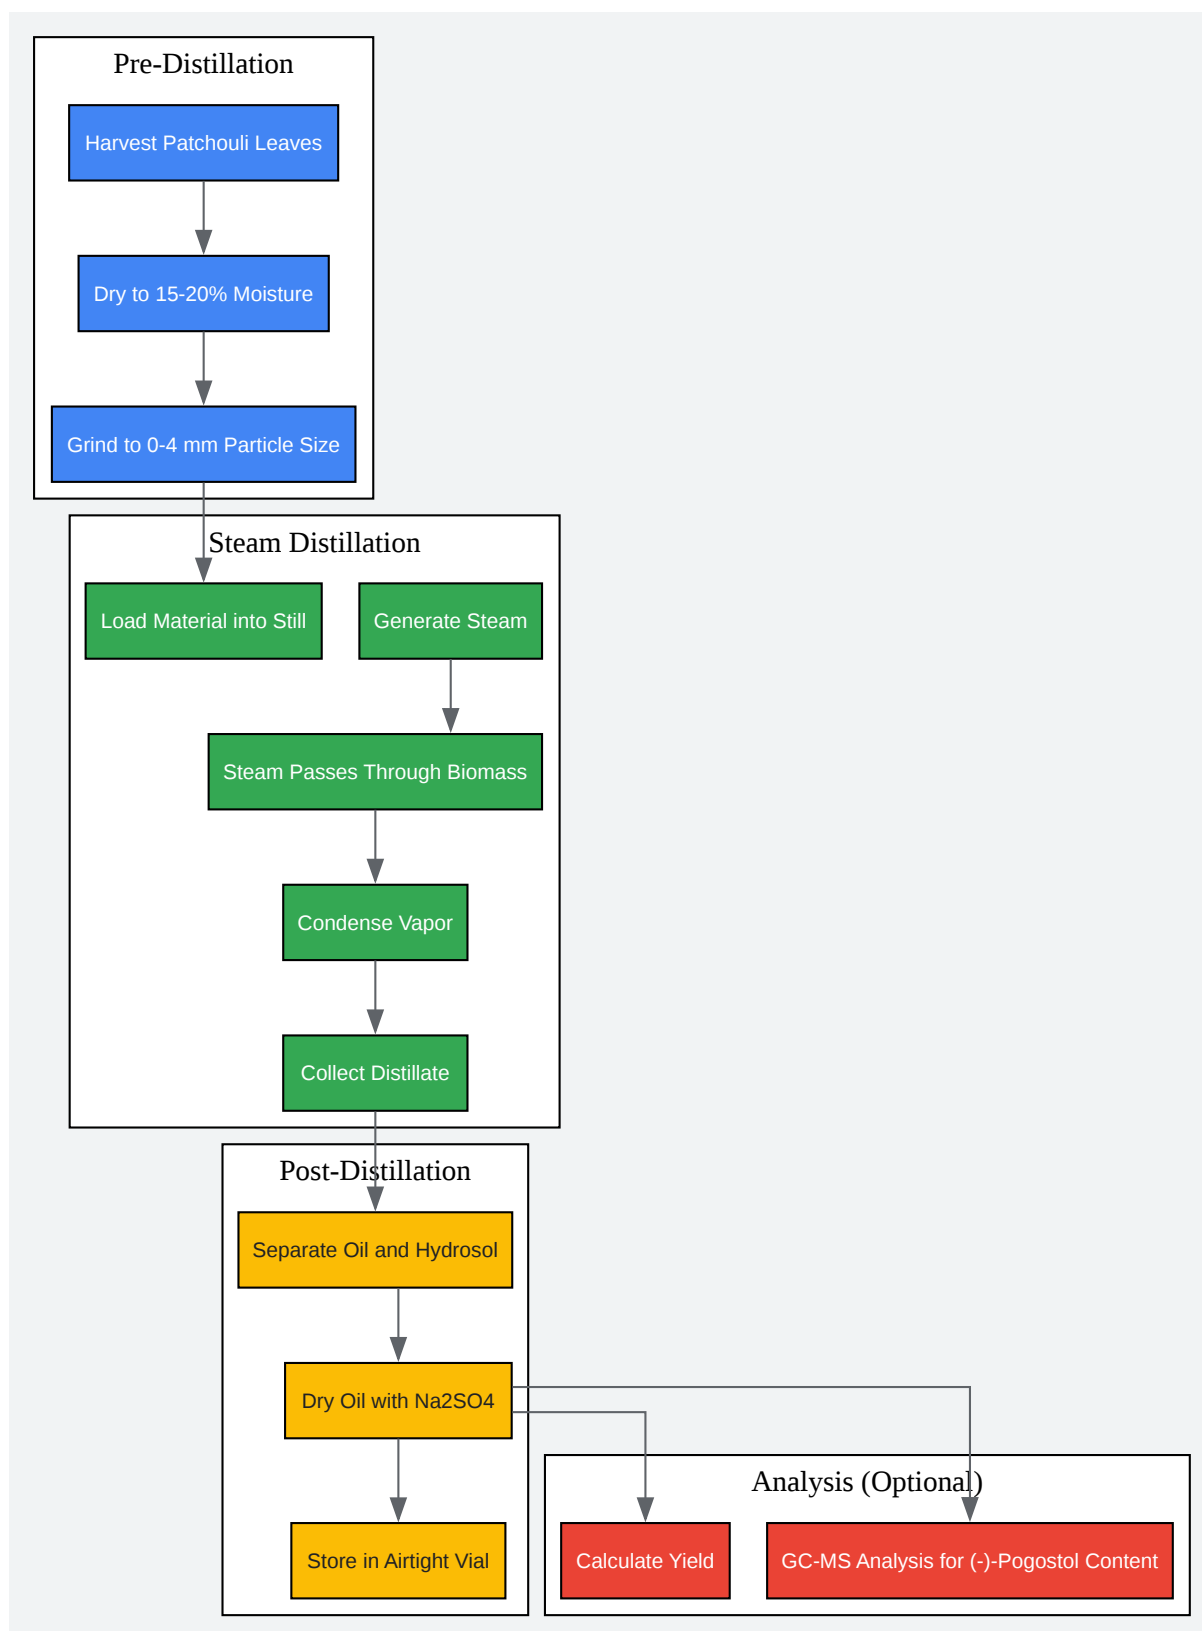 Pre-Distillation
Harvest Patchouli Leaves
Dry to 15-20% Moisture
Grind to 0-4 mm Particle Size
Steam Distillation
Load Material into Still
Generate Steam
Steam Passes Through Biomass
Condense Vapor
Collect Distillate
Post-Distillation
Separate Oil and Hydrosol
Dry Oil with Na2SO4
Store in Airtight Vial
Analysis (Optional)
Calculate Yield
GC-MS Analysis for (-)-Pogostol Content